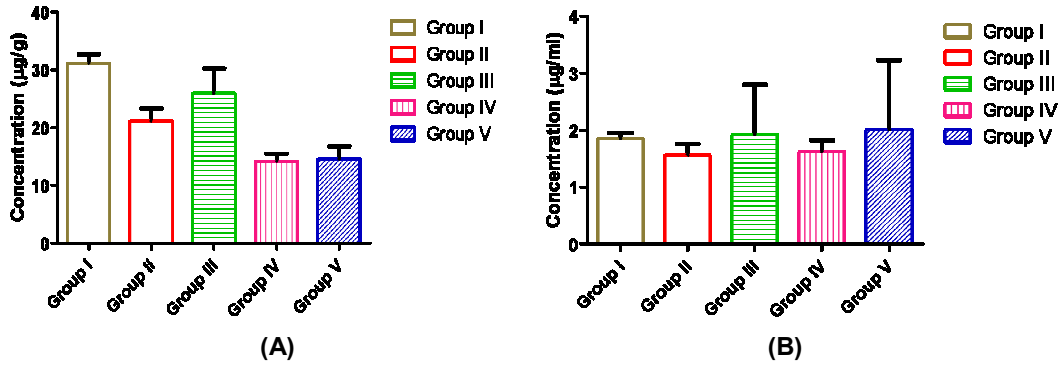 Concentration (µg/g)
40
30
20
10
0
Group I
Group II
Group III
Group IV
Group V
Group I
Group Ii
Group III
Group IV
Group V
(A)
Concentration (µg/ml)
4
3
2
1
0
Group I
Group II
Group III
Group IV
Group V
Group I
Group II
Group III
Group IV
Group V
(B)